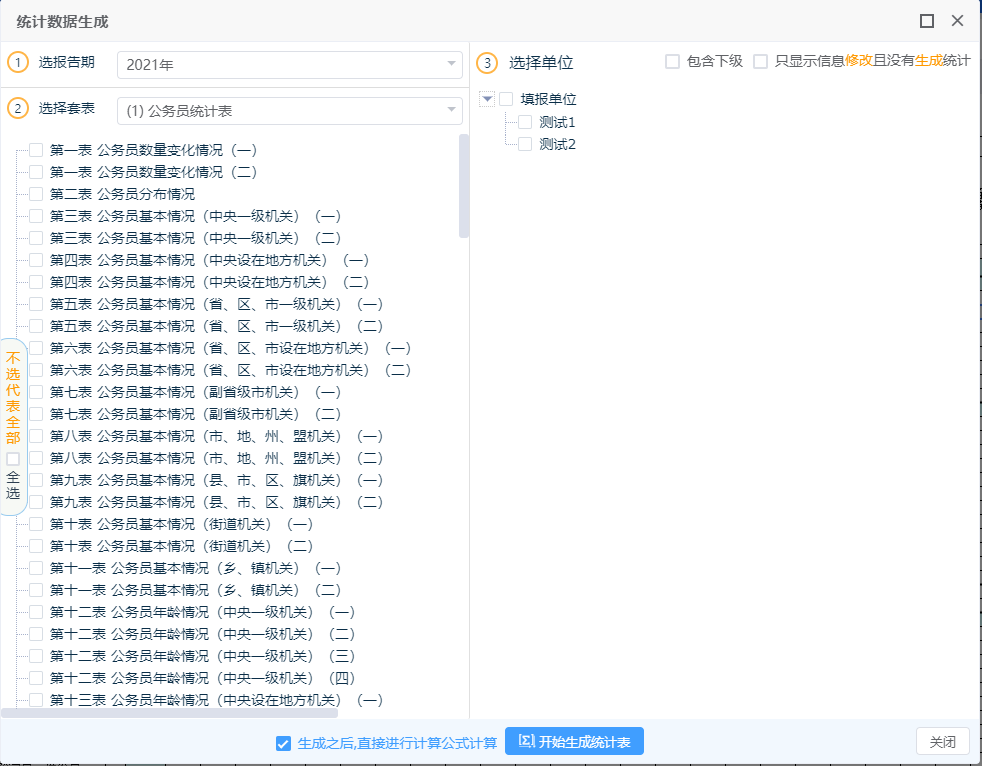 统计数据生成
1 选报告期 2021年
2 选择套表 (1) 公务员统计表
第一表 公务员数量变化情况（一）
第一表 公务员数量变化情况（二）
第二表 公务员分布情况
第三表 公务员基本情况（中央一级机关）（一）
第三表 公务员基本情况（中央一级机关）（二）
第四表 公务员基本情况（中央设在地方机关）（一）
第四表 公务员基本情况（中央设在地方机关）（二）
第五表 公务员基本情况（省、区、市一级机关）（一）
第五表 公务员基本情况（省、区、市一级机关）（二）
第六表 公务员基本情况（省、区、市设在地方机关）（一）
第六表 公务员基本情况（省、区、市设在地方机关）（二）
第七表 公务员基本情况（副省级市机关）（一）
第七表 公务员基本情况（副省级市机关）（二）
第八表 公务员基本情况（市、地、州、盟机关）（一）
第八表 公务员基本情况（市、地、州、盟机关）（二）
第九表 公务员基本情况（县、市、区、旗机关）（一）
第九表 公务员基本情况（县、市、区、旗机关）（二）
第十表 公务员基本情况（街道机关）（一）
第十表 公务员基本情况（街道机关）（二）
第十一表 公务员基本情况（乡、镇机关）（一）
第十一表 公务员基本情况（乡、镇机关）（二）
第十二表 公务员年龄情况（中央一级机关）（一）
第十二表 公务员年龄情况（中央一级机关）（二）
第十二表 公务员年龄情况（中央一级机关）（三）
第十二表 公务员年龄情况（中央一级机关）（四）
第十三表 公务员年龄情况（中央设在地方机关）（一）
不选代表全部
全选
3 选择单位 包含下级 只显示信息修改且没有生成统计
填报单位
测试1
测试2
生成之后,直接进行计算公式计算 开始生成统计表 关闭